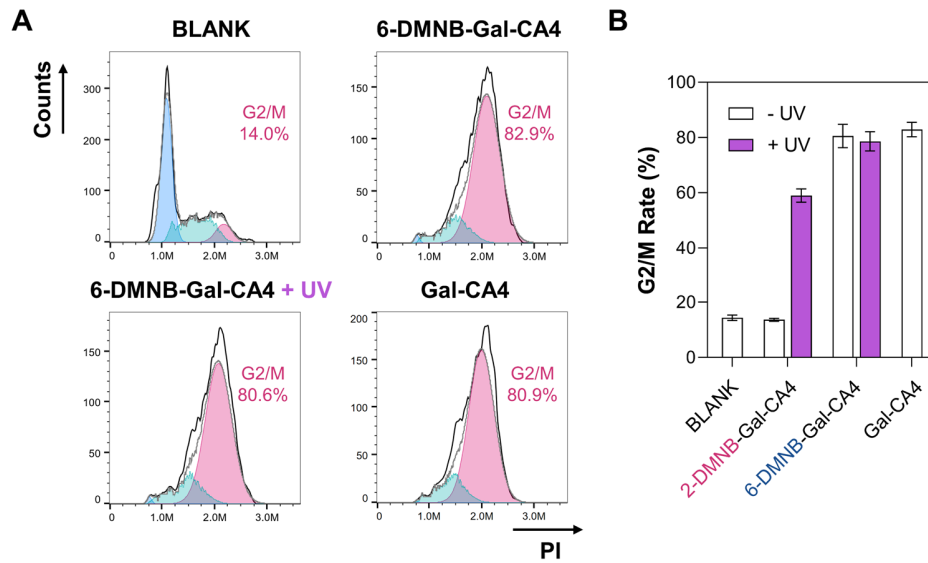 A
BLANK
6-DMNB-Gal-CA4
Counts
300
200
100
0
0
1.0M
2.0M
3.0M
G2/M
14.0%
150
100
50
0
0
1.0M
2.0M
3.0M
G2/M
82.9%
6-DMNB-Gal-CA4 + UV
Gal-CA4
150
100
50
0
0
1.0M
2.0M
3.0M
G2/M
80.6%
200
150
100
50
0
0
1.0M
2.0M
3.0M
G2/M
80.9%
PI
B
G2/M Rate (%)
100
80
60
40
20
0
- UV
+ UV
BLANK
2-DMNB-Gal-CA4
6-DMNB-Gal-CA4
Gal-CA4